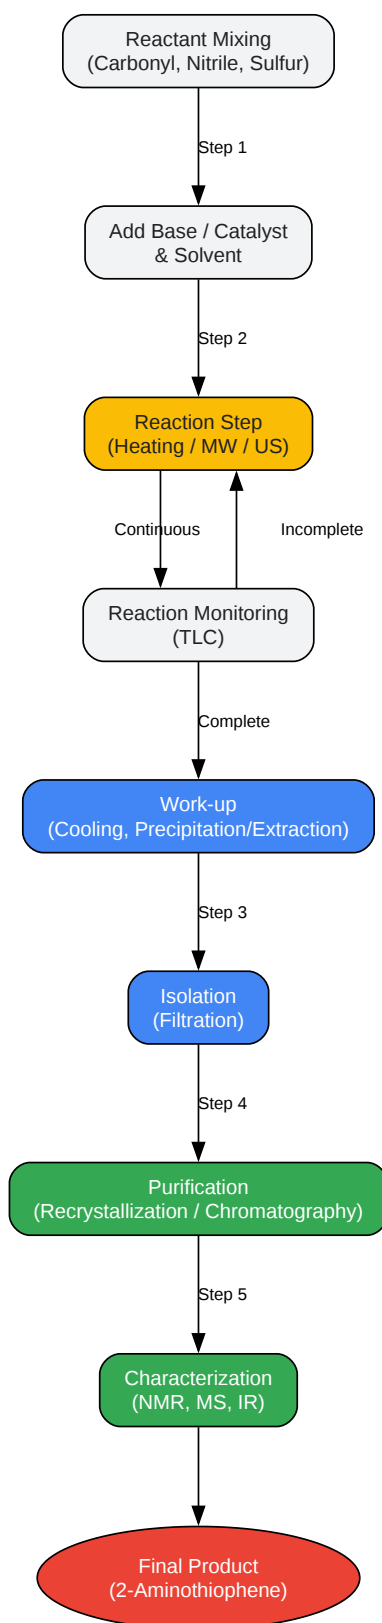 Reactant Mixing
(Carbonyl, Nitrile, Sulfur)
Step 1
Add Base / Catalyst
& Solvent
Step 2
Reaction Step
(Heating / MW / US)
Continuous
Incomplete
Reaction Monitoring
(TLC)
Complete
Work-up
(Cooling, Precipitation/Extraction)
Step 3
Isolation
(Filtration)
Step 4
Purification
(Recrystallization / Chromatography)
Step 5
Characterization
(NMR, MS, IR)
Final Product
(2-Aminothiophene)